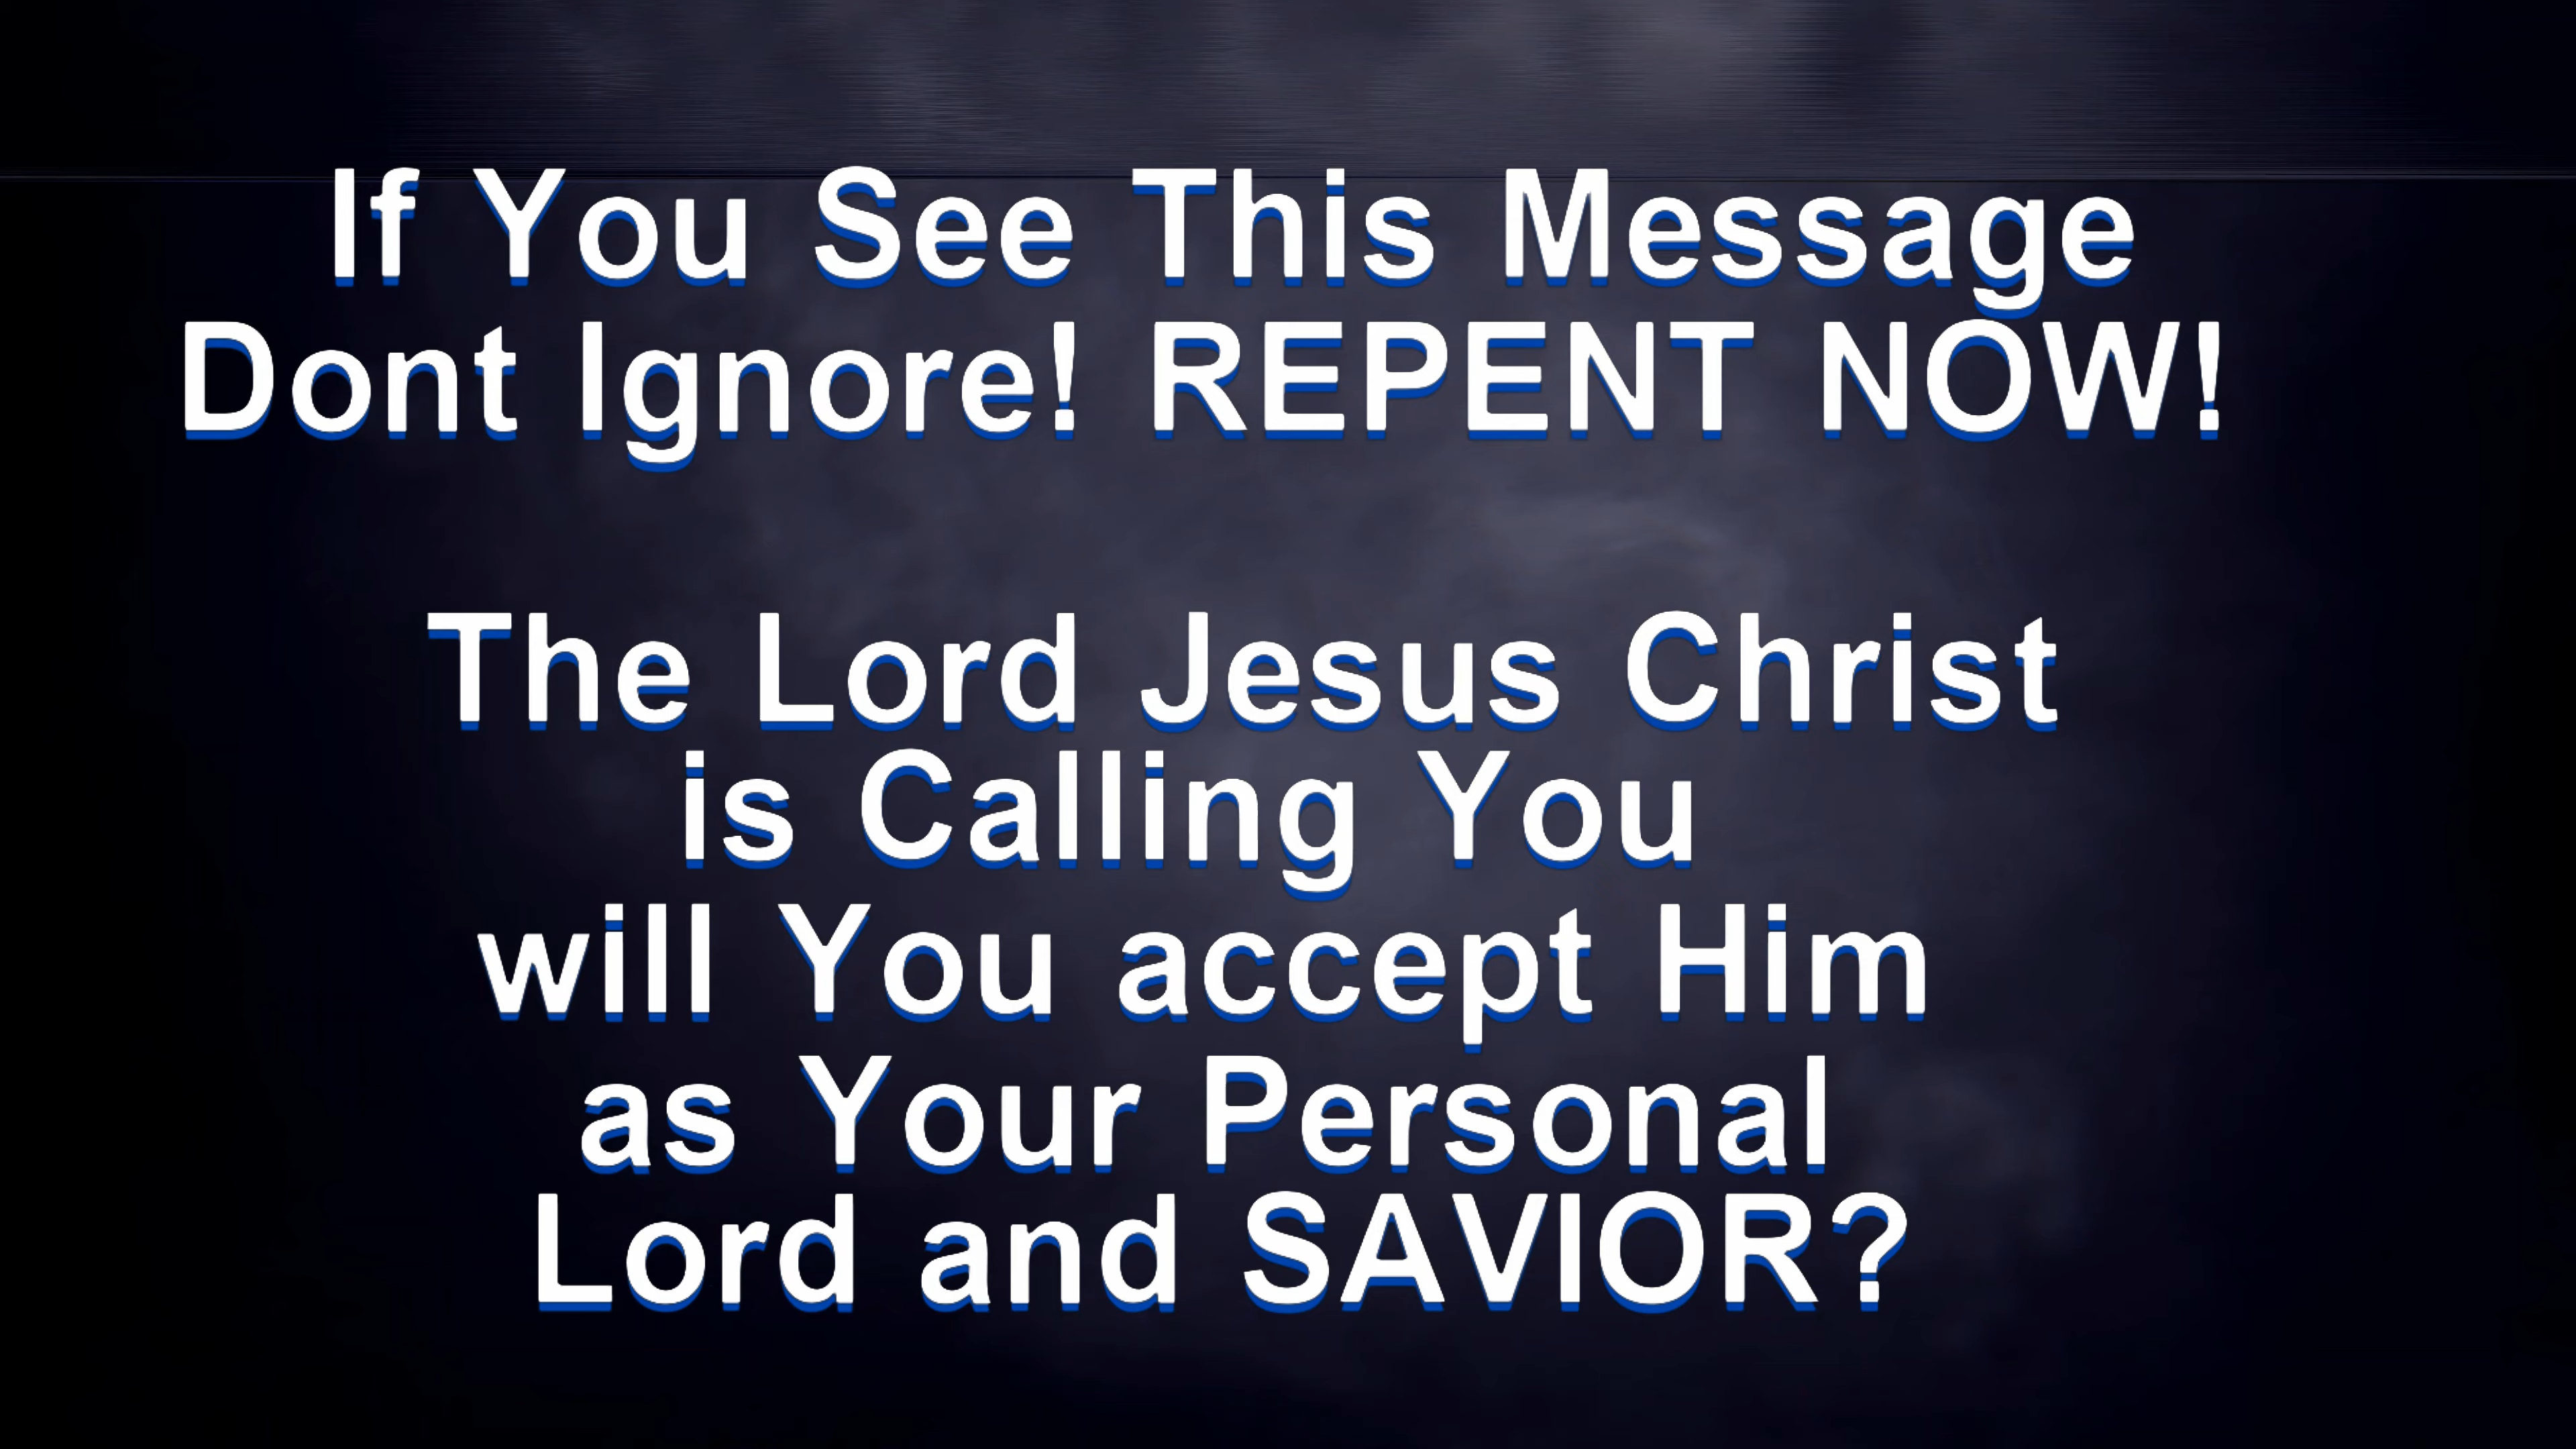 If You See This Message
Dont Ignore! REPENT NOW!
The Lord Jesus Christ
is Calling You
will You accept Him
as Your Personal
Lord and SAVIOR?